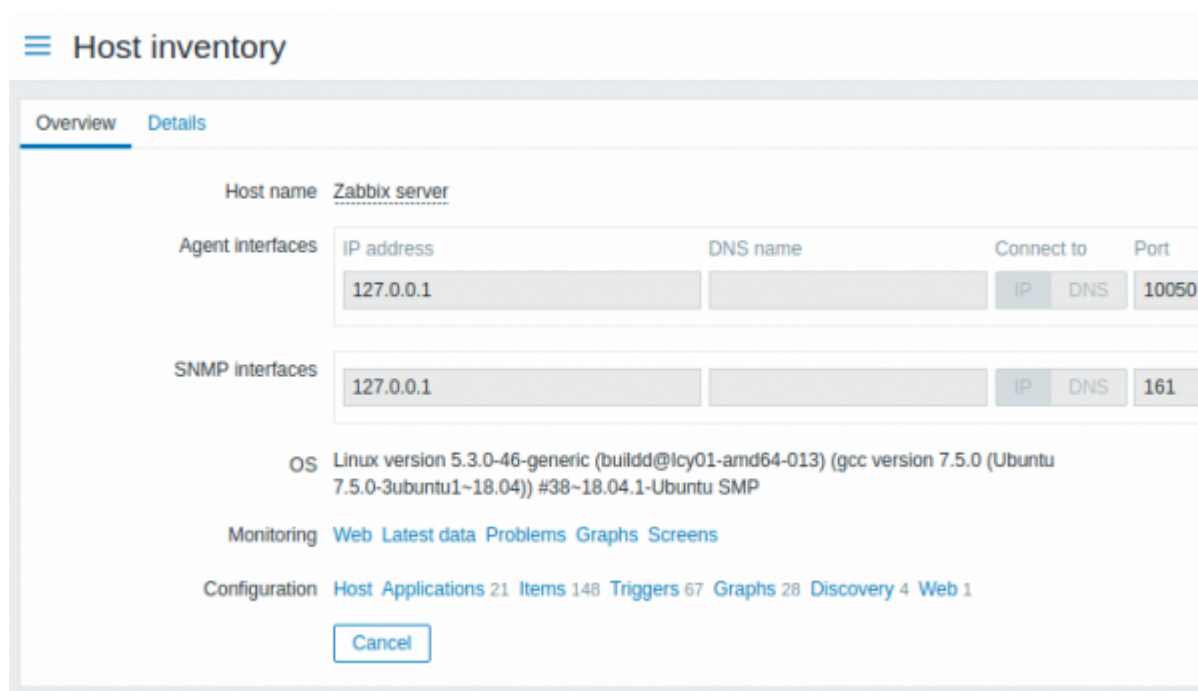 Host inventory
Overview Details
Host name Zabbix server
Agent interfaces IP address DNS name Connect to Port
127.0.0.1 IP DNS 10050
SNMP interfaces
127.0.0.1 IP DNS 161
OS Linux version 5.3.0-46-generic (buildd@lcy01-amd64-013) (gcc version 7.5.0 (Ubuntu
7.5.0-3ubuntu1~18.04)) #38~18.04.1-Ubuntu SMP
Monitoring Web Latest data Problems Graphs Screens
Configuration Host Applications 21 Items 148 Triggers 67 Graphs 28 Discovery 4 Web 1
Cancel